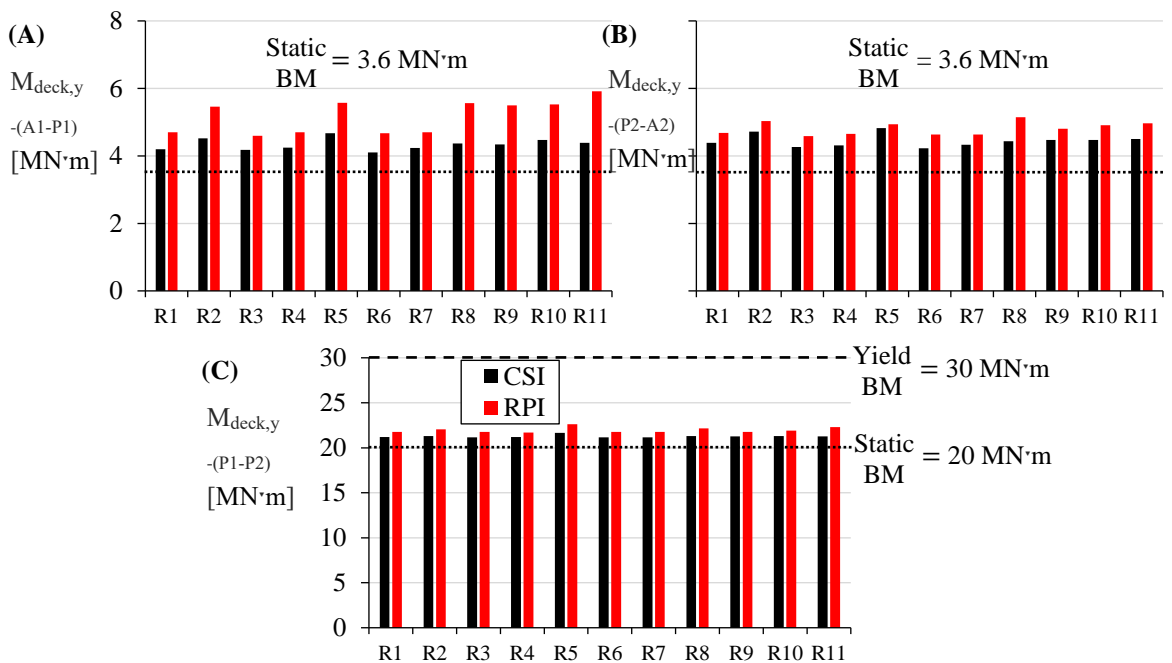 (A)
M deck,y
-(A1-P1)
[MN·m]
8
6
4
2
0
Static
BM = 3.6 MN·m
R1 R2 R3 R4 R5 R6 R7 R8 R9 R10 R11
(B)
M deck,y
-(P2-A2)
[MN·m]
Static
BM = 3.6 MN·m
R1 R2 R3 R4 R5 R6 R7 R8 R9 R10 R11
(C)
M deck,y
-(P1-P2)
[MN·m]
30
25
20
15
10
5
0
CSI
RPI
Yield
BM = 30 MN·m
Static
BM = 20 MN·m
R1 R2 R3 R4 R5 R6 R7 R8 R9 R10 R11